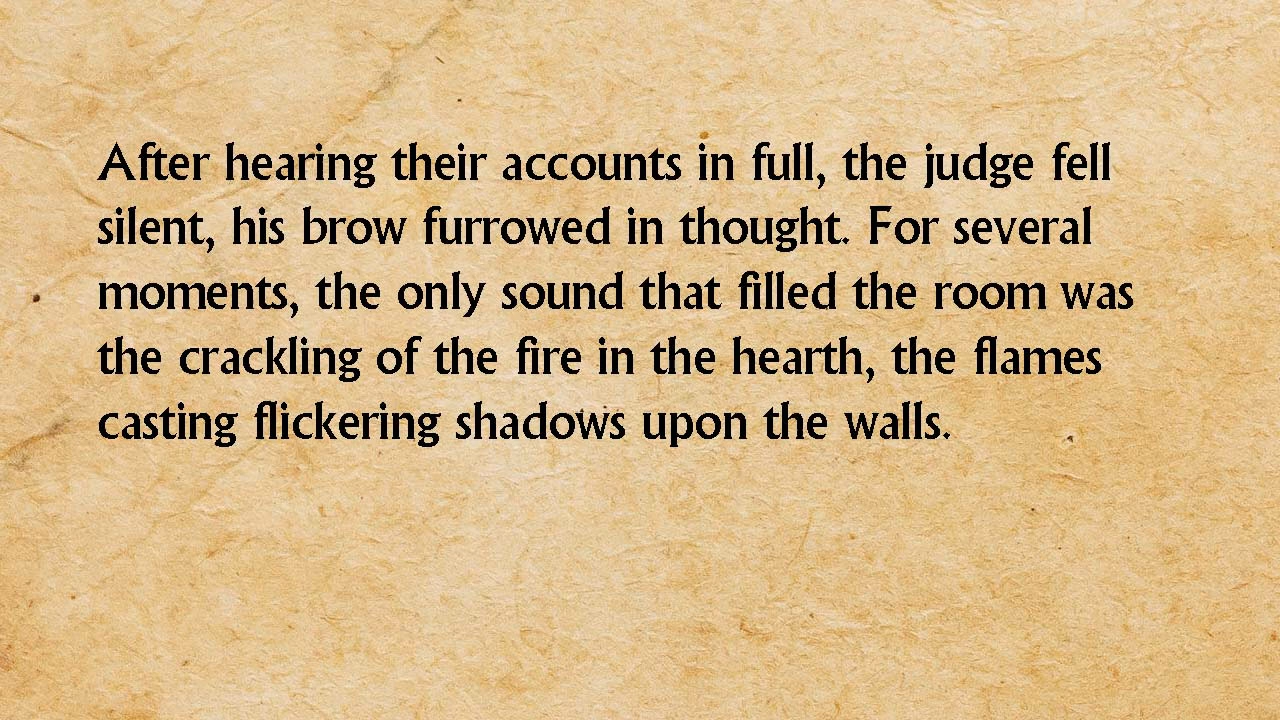 After hearing their accounts in full, the judge fell
silent, his brow furrowed in thought. For several
moments, the only sound that filled the room was
the crackling of the fire in the hearth, the flames
casting flickering shadows upon the walls.